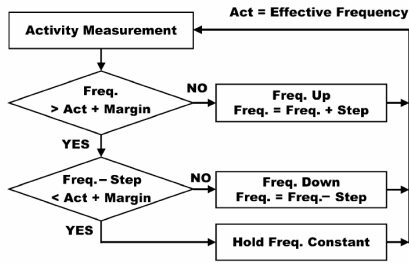 Act = Effective Frequency
Activity Measurement
Freq.
> Act + Margin
NO
Freq. Up
Freq. = Freq. + Step
YES
Freq.– Step
< Act + Margin
NO
Freq. Down
Freq. = Freq.– Step
YES
Hold Freq. Constant